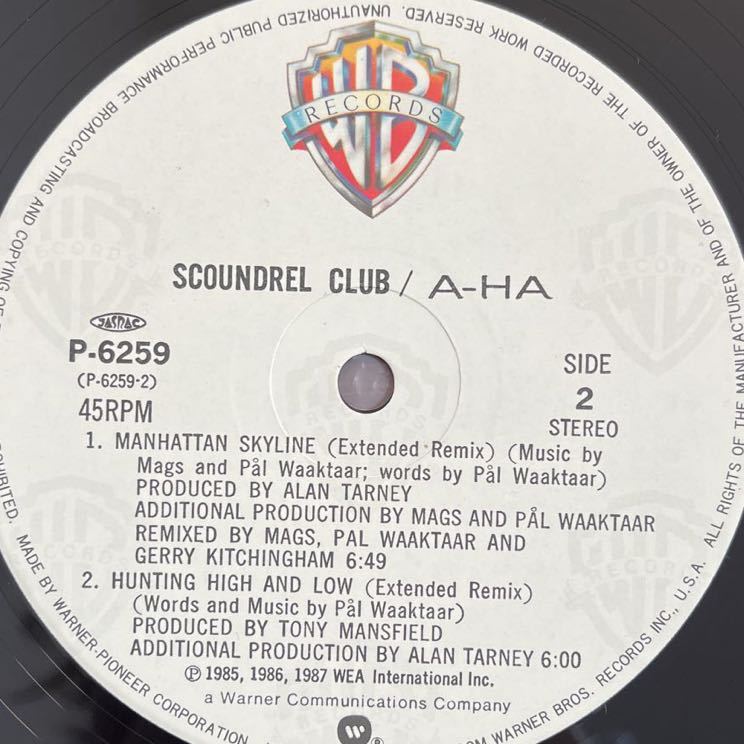 WB
RECORDS
SCOUNDREL CLUB / A-HA
JASRAC
P-6259
(P-6259-2)
45RPM
SIDE
2
STEREO
1. MANHATTAN SKYLINE (Extended Remix) (Music by
Mags and Pål Waaktaar; words by Pål Waaktaar)
PRODUCED BY ALAN TARNEY
ADDITIONAL PRODUCTION BY MAGS AND PÅL WAAKTAAR
REMIXED BY MAGS, PAL WAAKTAAR AND
GERRY KITCHINGHAM 6:49
2. HUNTING HIGH AND LOW (Extended Remix)
(Words and Music by Pål Waaktaar)
PRODUCED BY TONY MANSFIELD
ADDITIONAL PRODUCTION BY ALAN TARNEY 6:00
Ⓟ 1985, 1986, 1987 WEA International Inc.
a Warner Communications Company
ALL RIGHTS OF THE MANUFACTURER AND OF THE OWNER OF THE RECORDED WORK RESERVED. UNAUTHORIZED PUBLIC PERFORMANCE BROADCASTING AND COPYING OF
MADE BY WARNER-PIONEER CORPORATION
WARNER BROS. RECORDS INC., U.S.A.